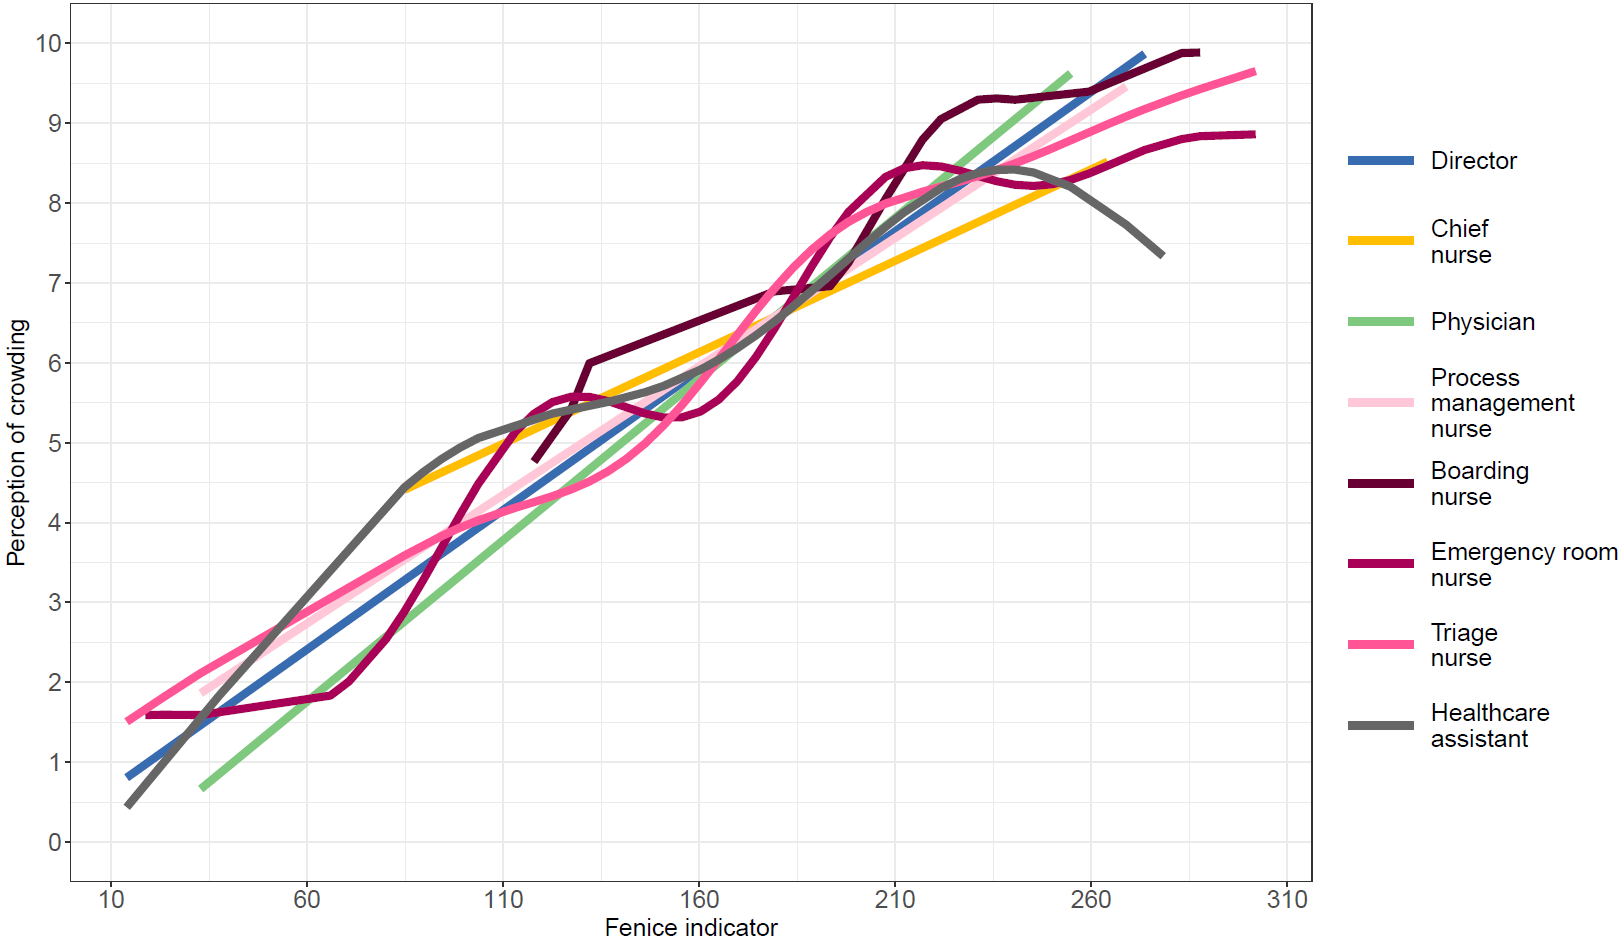 10
9
8
7
6
5
4
3
2
1
0
Perception of crowding
10 60 110 160 210 260 310
Fenice indicator
Director
Chief
nurse
Physician
Process
management
nurse
Boarding
nurse
Emergency room
nurse
Triage
nurse
Healthcare
assistant